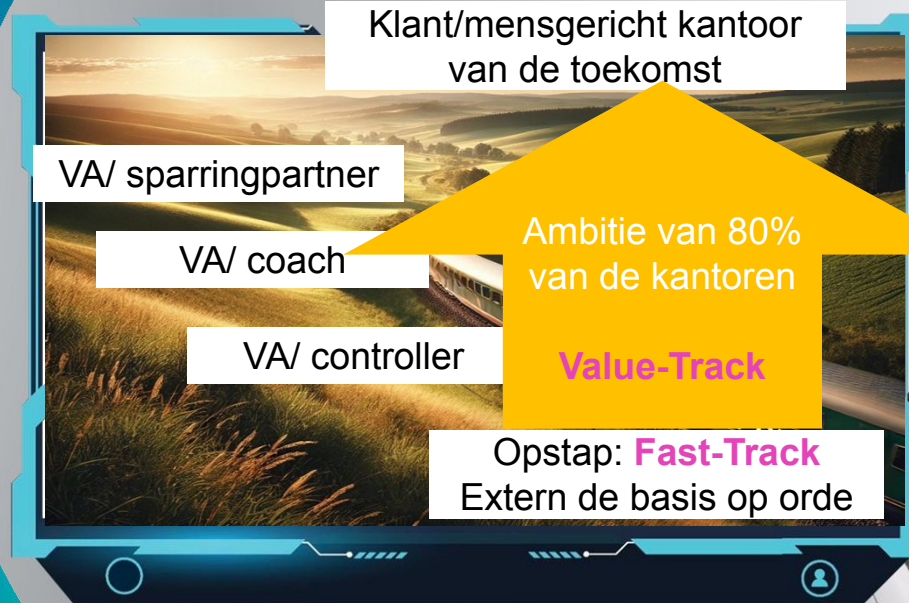 Klant/mensgericht kantoor
van de toekomst
VA/ sparringpartner
VA/ coach
VA/ controller
Ambitie van 80%
van de kantoren
Value-Track
Opstap: Fast-Track
Extern de basis op orde